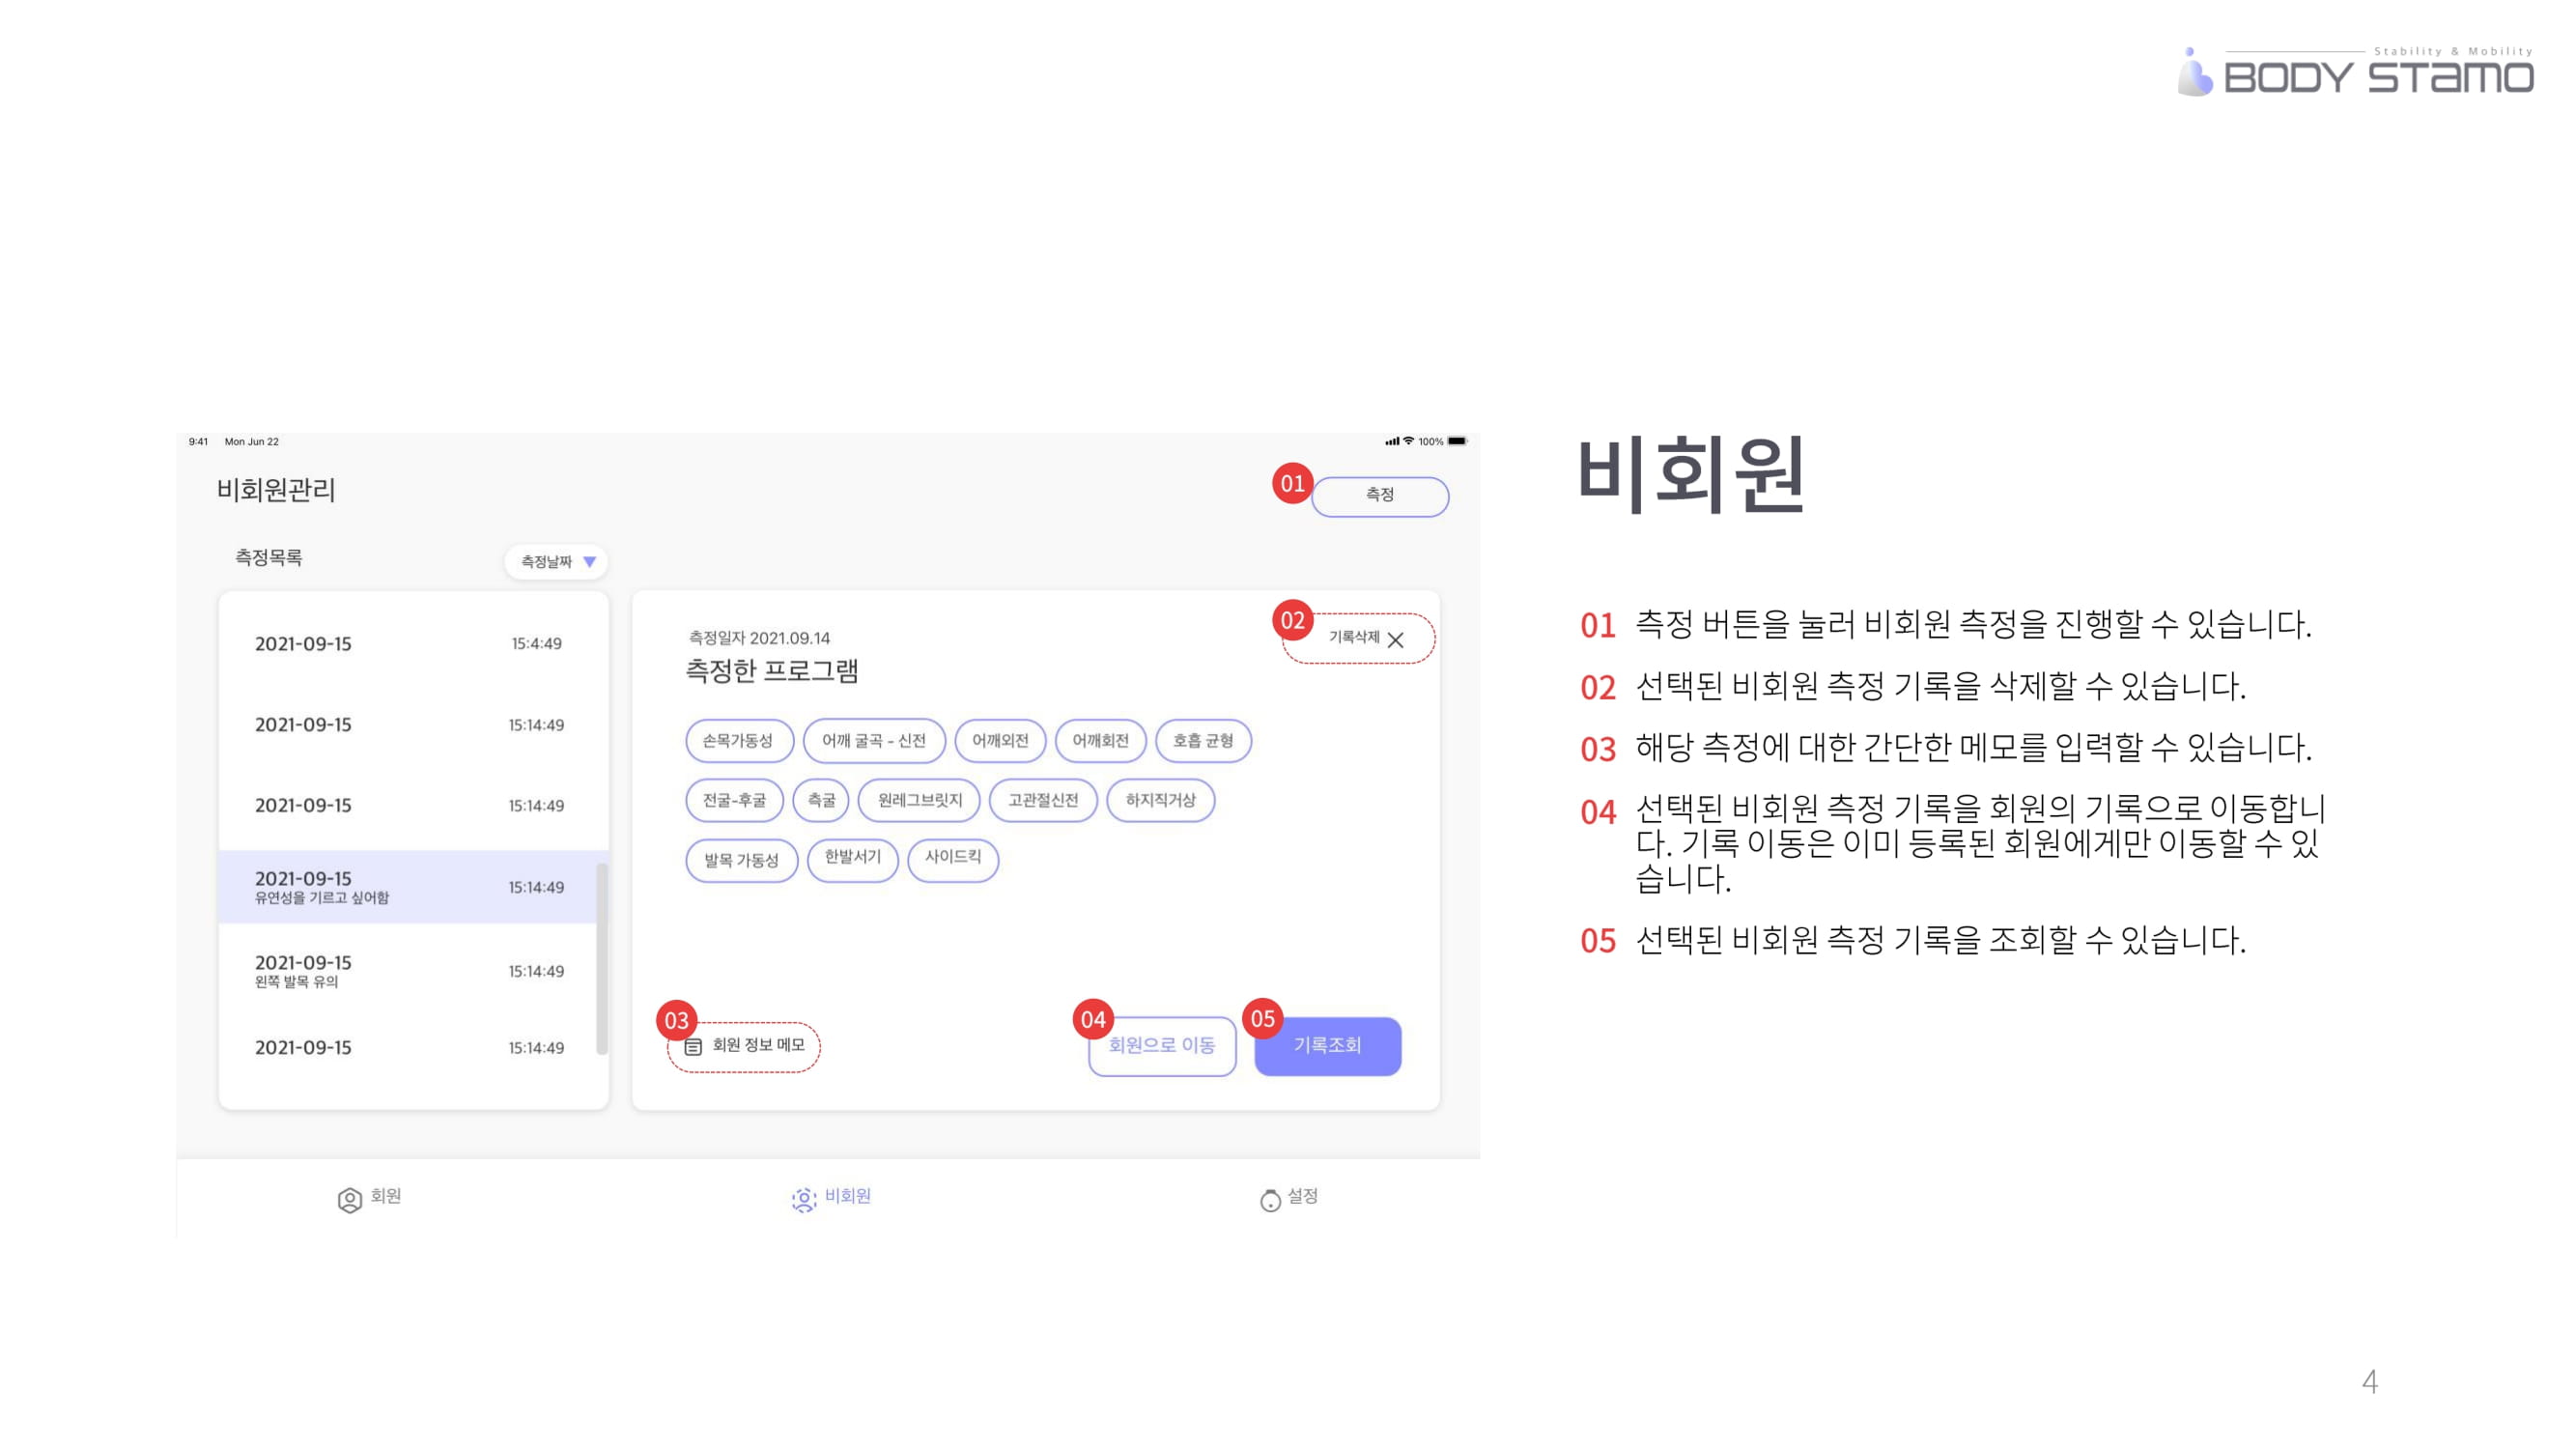 Stability & Mobility
BODY STamo
9:41 Mon Jun 22
100%
비회원관리
01
측정
측정목록
측정날짜
2021-09-15 15:4:49
2021-09-15 15:14:49
2021-09-15 15:14:49
2021-09-15 15:14:49
유연성을 기르고 싶어함
2021-09-15 15:14:49
왼쪽 발목 유의
2021-09-15 15:14:49
측정일자 2021.09.14
측정한 프로그램
02
기록삭제
손목가동성 어깨 굴곡 - 신전 어깨외전 어깨회전 호흡 균형
전굴-후굴 측굴 원레그브릿지 고관절신전 하지직거상
발목 가동성 한발서기 사이드킥
03
회원 정보 메모
04
회원으로 이동
05
기록조회
회원 비회원 설정
비회원
01 측정 버튼을 눌러 비회원 측정을 진행할 수 있습니다.
02 선택된 비회원 측정 기록을 삭제할 수 있습니다.
03 해당 측정에 대한 간단한 메모를 입력할 수 있습니다.
04 선택된 비회원 측정 기록을 회원의 기록으로 이동합니
다. 기록 이동은 이미 등록된 회원에게만 이동할 수 있
습니다.
05 선택된 비회원 측정 기록을 조회할 수 있습니다.
4